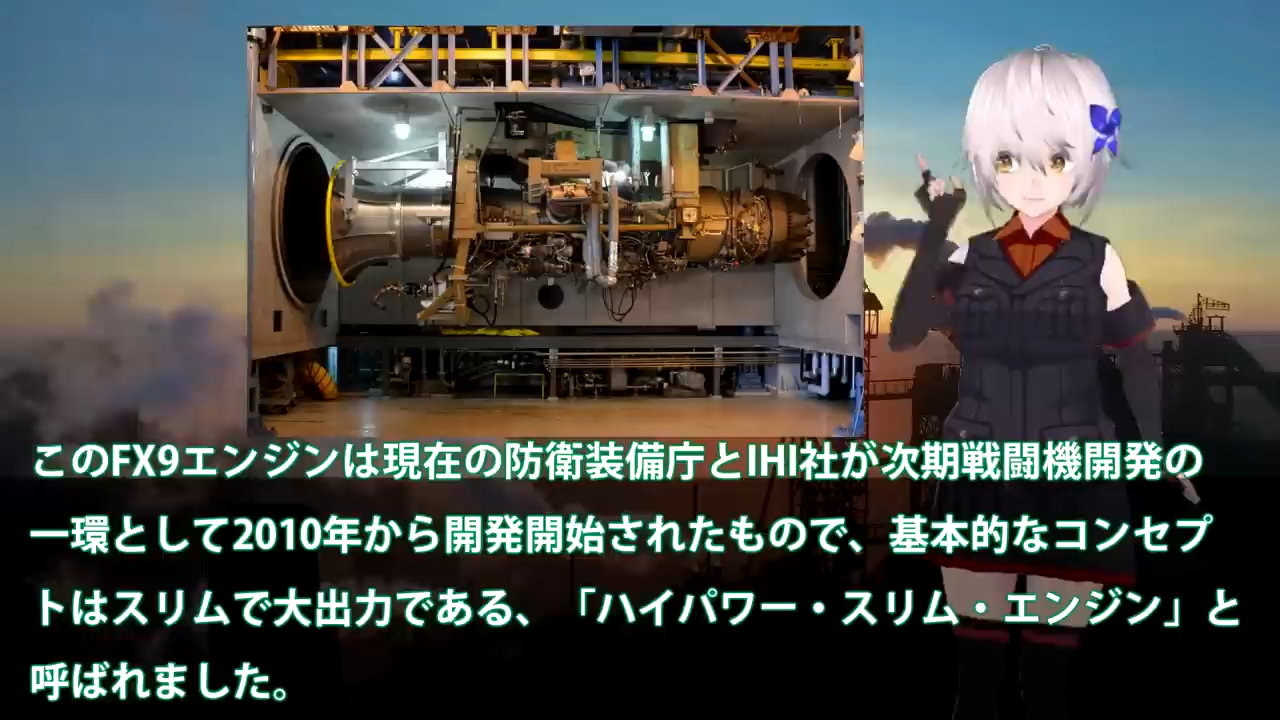 このFX9エンジンは現在の防衛装備庁とIHI社が次期戦闘機開発の
一環として2010年から開発開始されたもので、基本的なコンセプ
トはスリムで大出力である、「ハイパワー・スリム・エンジン」と
呼ばれました。